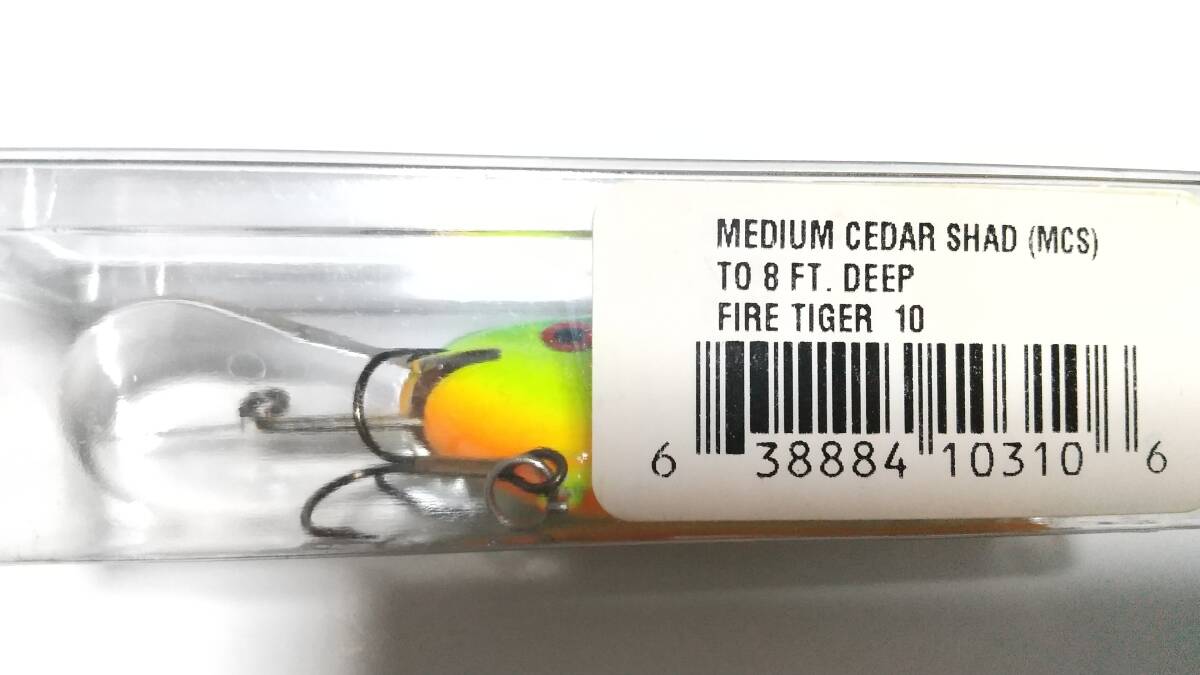 MEDIUM CEDAR SHAD (MCS)
TO 8 FT. DEEP
FIRE TIGER 10
6 38884 10310 6